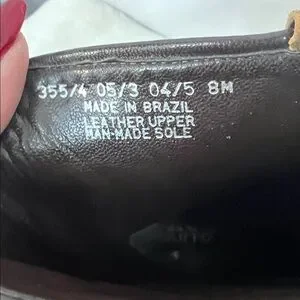 355/4 05/3 04/5 8M
MADE IN BRAZIL
LEATHER UPPER
MAN-MADE SOLE